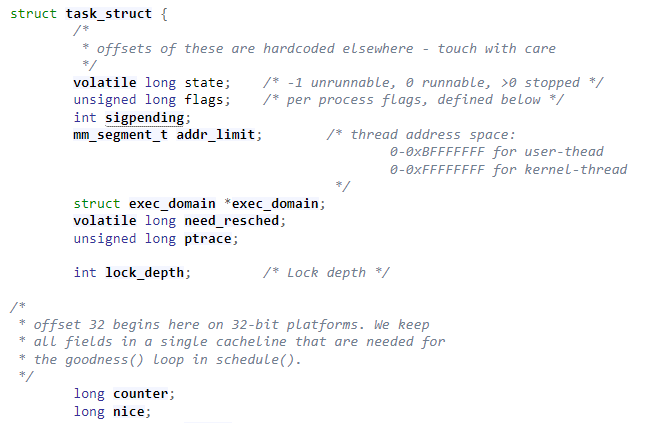 struct task_struct {
/*
* offsets of these are hardcoded elsewhere - touch with care
*/
volatile long state; /* -1 unrunnable, 0 runnable, >0 stopped */
unsigned long flags; /* per process flags, defined below */
int sigpending;
mm_segment_t addr_limit; /* thread address space:
0-0xBFFFFFFF for user-thead
0-0xFFFFFFFF for kernel-thread
*/
struct exec_domain *exec_domain;
volatile long need_resched;
unsigned long ptrace;
int lock_depth; /* Lock depth */
/*
* offset 32 begins here on 32-bit platforms. We keep
* all fields in a single cacheline that are needed for
* the goodness() loop in schedule().
*/
long counter;
long nice;